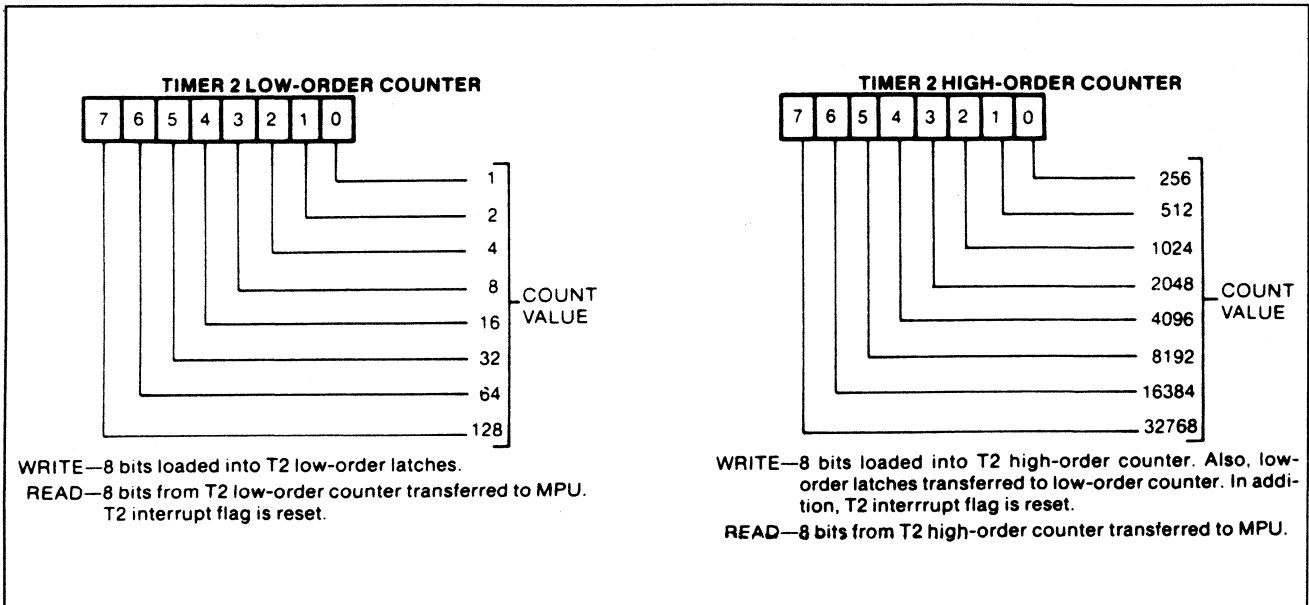 TIMER 2 LOW-ORDER COUNTER
7 6 5 4 3 2 1 0
1
2
4
8
16
32
64
128
COUNT
VALUE
WRITE—8 bits loaded into T2 low-order latches.
READ—8 bits from T2 low-order counter transferred to MPU.
T2 interrupt flag is reset.
TIMER 2 HIGH-ORDER COUNTER
7 6 5 4 3 2 1 0
256
512
1024
2048
4096
8192
16384
32768
COUNT
VALUE
WRITE—8 bits loaded into T2 high-order counter. Also, low-
order latches transferred to low-order counter. In addi-
tion, T2 interrrupt flag is reset.
READ—8 bits from T2 high-order counter transferred to MPU.